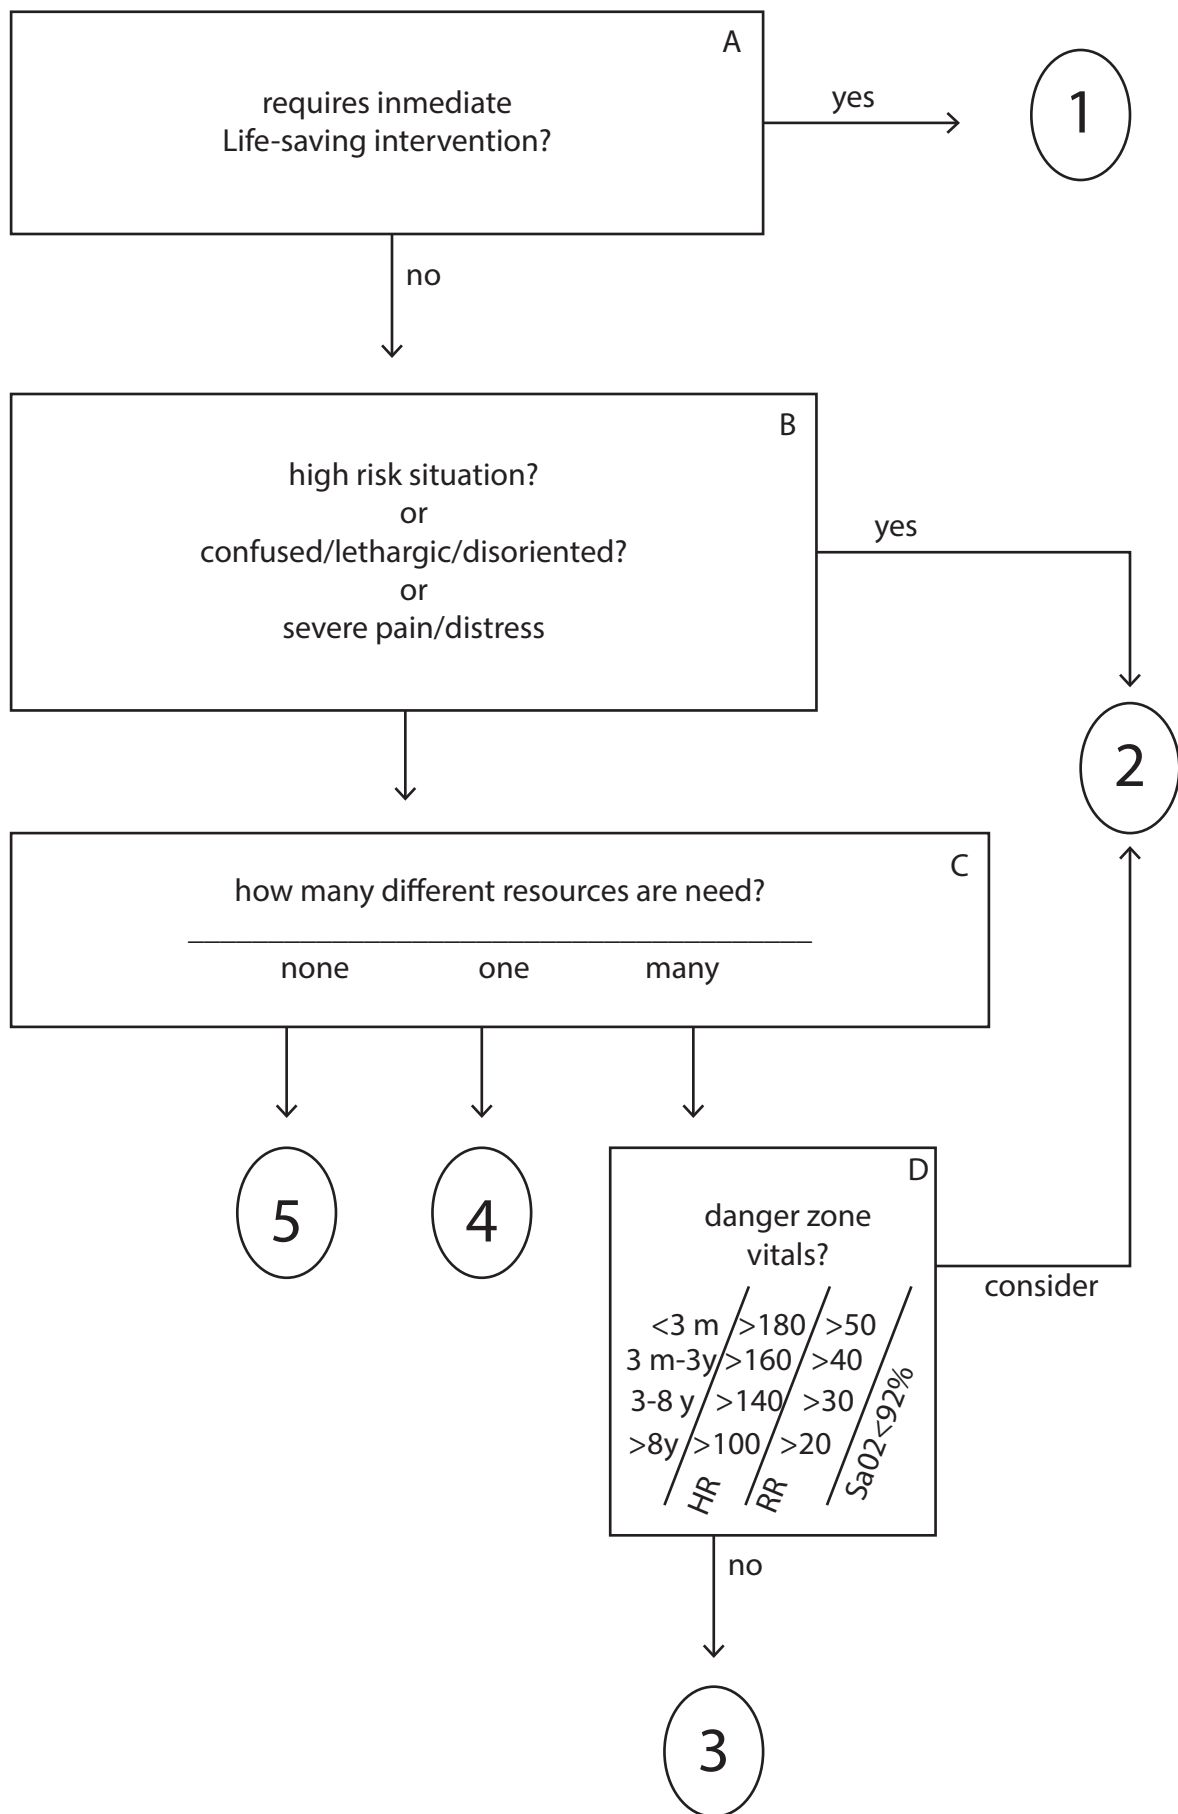 A
requires inmediate
Life-saving intervention?
yes
1
no
B
high risk situation?
or
confused/lethargic/disoriented?
or
severe pain/distress
yes
2
C
how many different resources are need?
none one many
5 4
D
danger zone
vitals?
<3 m >180 >50
3 m-3y >160 >40
3-8 y >140 >30
>8y >100 >20
HR RR Sa02<92%
consider
no
3